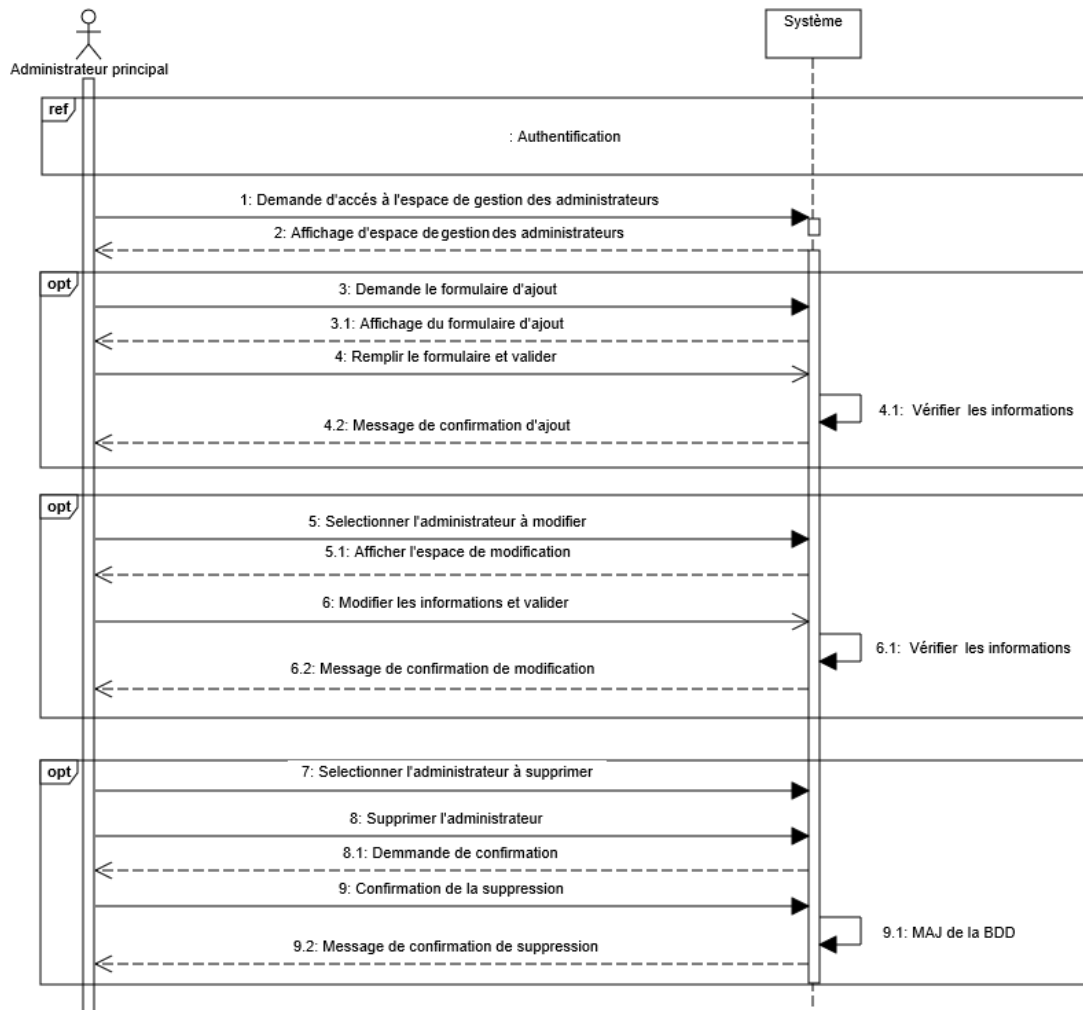 Système
Administrateur principal
ref
: Authentification
1: Demande d'accés à l'espace de gestion des administrateurs
2: Affichage d'espace de gestion des administrateurs
opt
3: Demande le formulaire d'ajout
3.1: Affichage du formulaire d'ajout
4: Remplir le formulaire et valider
4.1: Vérifier les informations
4.2: Message de confirmation d'ajout
opt
5: Selectionner l'administrateur à modifier
5.1: Afficher l'espace de modification
6: Modifier les informations et valider
6.1: Vérifier les informations
6.2: Message de confirmation de modification
opt
7: Selectionner l'administrateur à supprimer
8: Supprimer l'administrateur
8.1: Demmande de confirmation
9: Confirmation de la suppression
9.1: MAJ de la BDD
9.2: Message de confirmation de suppression